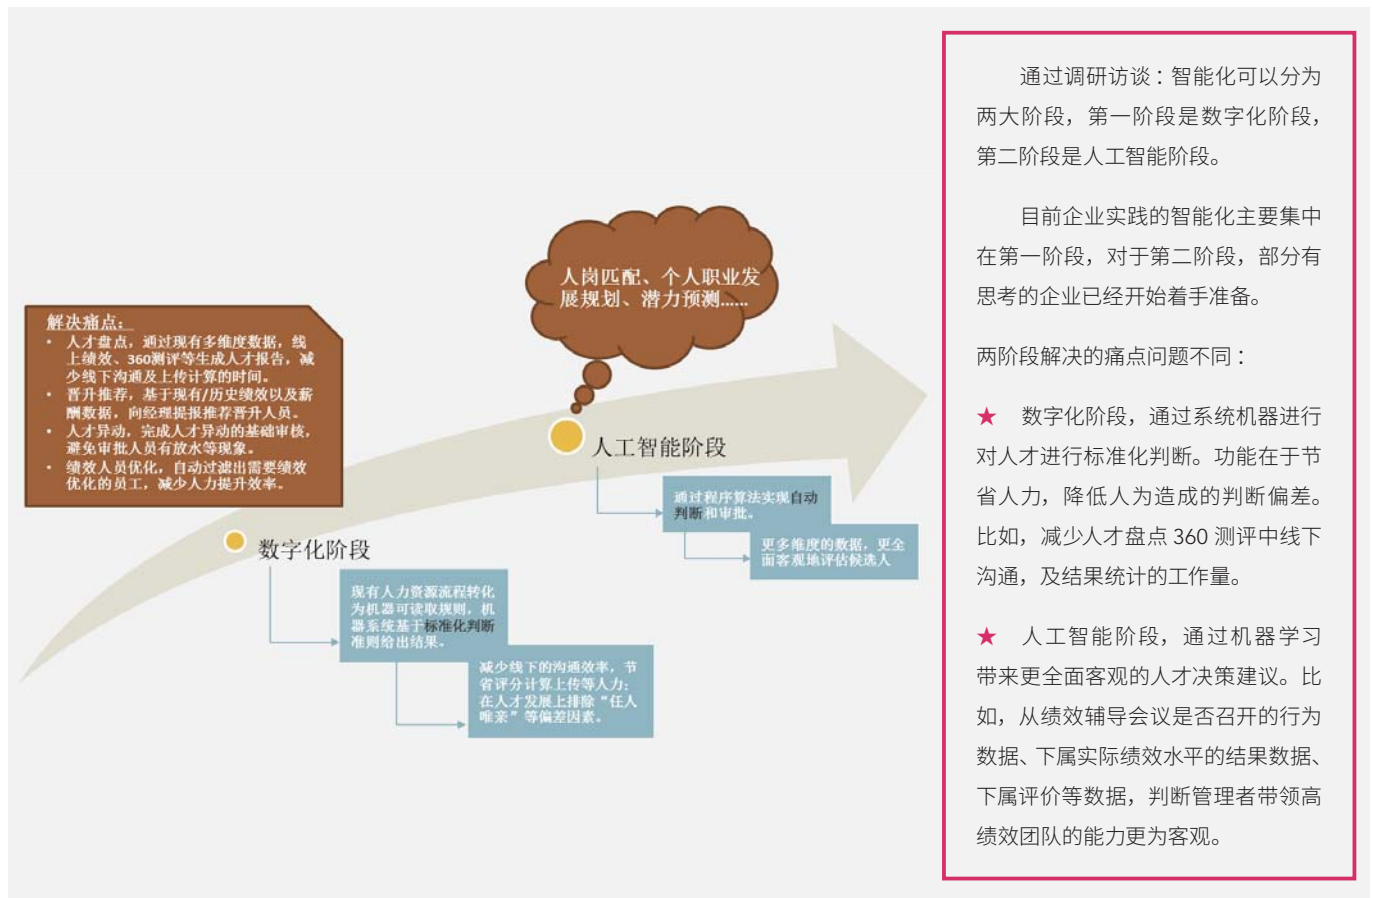 人岗匹配、个人职业发
展规划、潜力预测......
解决痛点：
• 人才盘点，通过现有多维度数据，线
上绩效、360测评等生成人才报告，减
少线下沟通及上传计算的时间。
• 晋升推荐，基于现有/历史绩效以及薪
酬数据，向经理提报推荐晋升人员。
• 人才异动，完成人才异动的基础审核，
避免审批人员有放水等现象。
• 绩效人员优化，自动过滤出需要绩效
优化的员工，减少人力提升效率。
人工智能阶段
通过程序算法实现自动
判断和审批。
更多维度的数据，更全
面客观地评估候选人
数字化阶段
现有人力资源流程转化
为机器可读取规则，机
器系统基于标准化判断
准则给出结果。
减少线下的沟通效率，节
省评分计算上传等人力；
在人才发展上排除“任人
唯亲”等偏差因素。
通过调研访谈：智能化可以分为
两大阶段，第一阶段是数字化阶段，
第二阶段是人工智能阶段。
目前企业实践的智能化主要集中
在第一阶段，对于第二阶段，部分有
思考的企业已经开始着手准备。
两阶段解决的痛点问题不同：
★ 数字化阶段，通过系统机器进行
对人才进行标准化判断。功能在于节
省人力，降低人为造成的判断偏差。
比如，减少人才盘点 360 测评中线下
沟通，及结果统计的工作量。
★ 人工智能阶段，通过机器学习
带来更全面客观的人才决策建议。比
如，从绩效辅导会议是否召开的行为
数据、下属实际绩效水平的结果数据、
下属评价等数据，判断管理者带领高
绩效团队的能力更为客观。